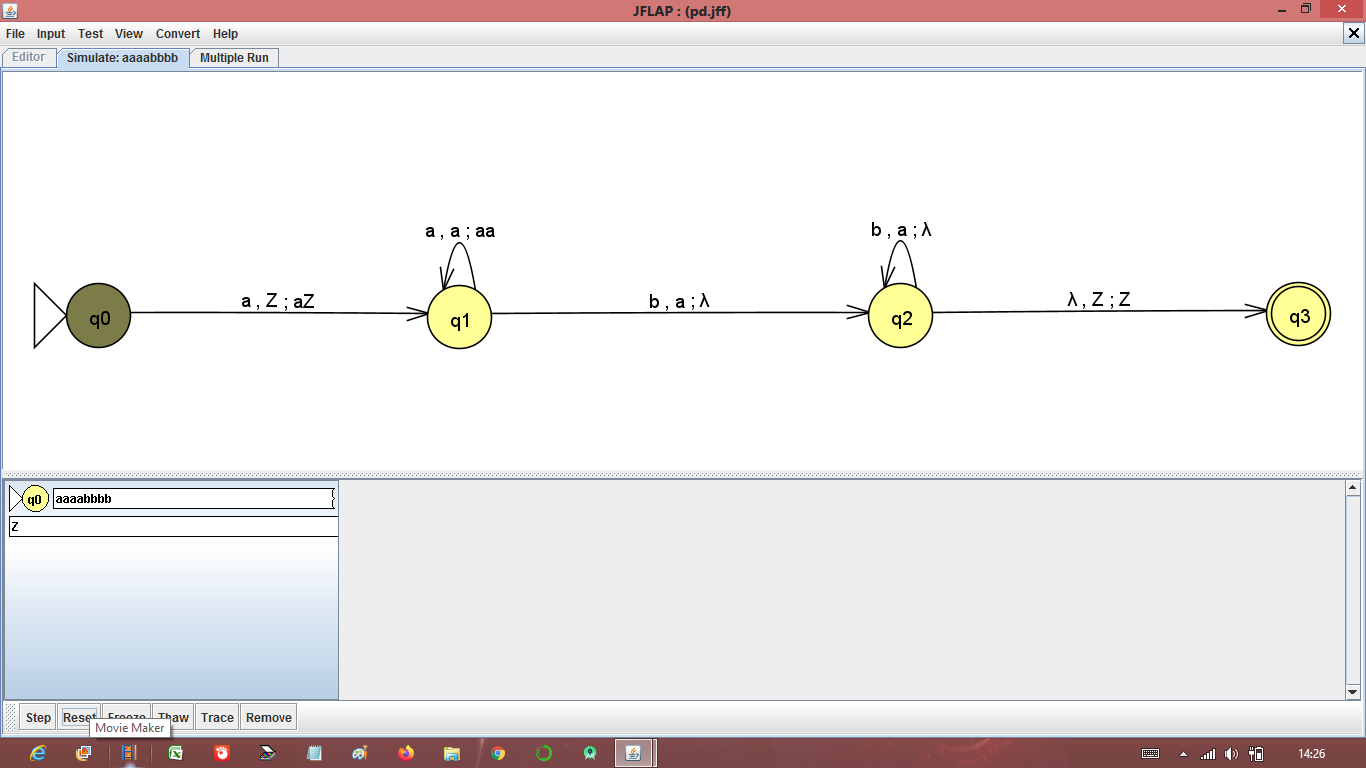 JFLAP : (pd.jff)
File Input Test View Convert Help
Editor Simulate: aaaabbbb Multiple Run
a , a ; aa
b , a ; λ
a , Z ; aZ
b , a ; λ
λ , Z ; Z
q0
q1
q2
q3
q0 aaaabbbb
Z
Step Reset Freeze Thaw Trace Remove
Movie Maker
14:26